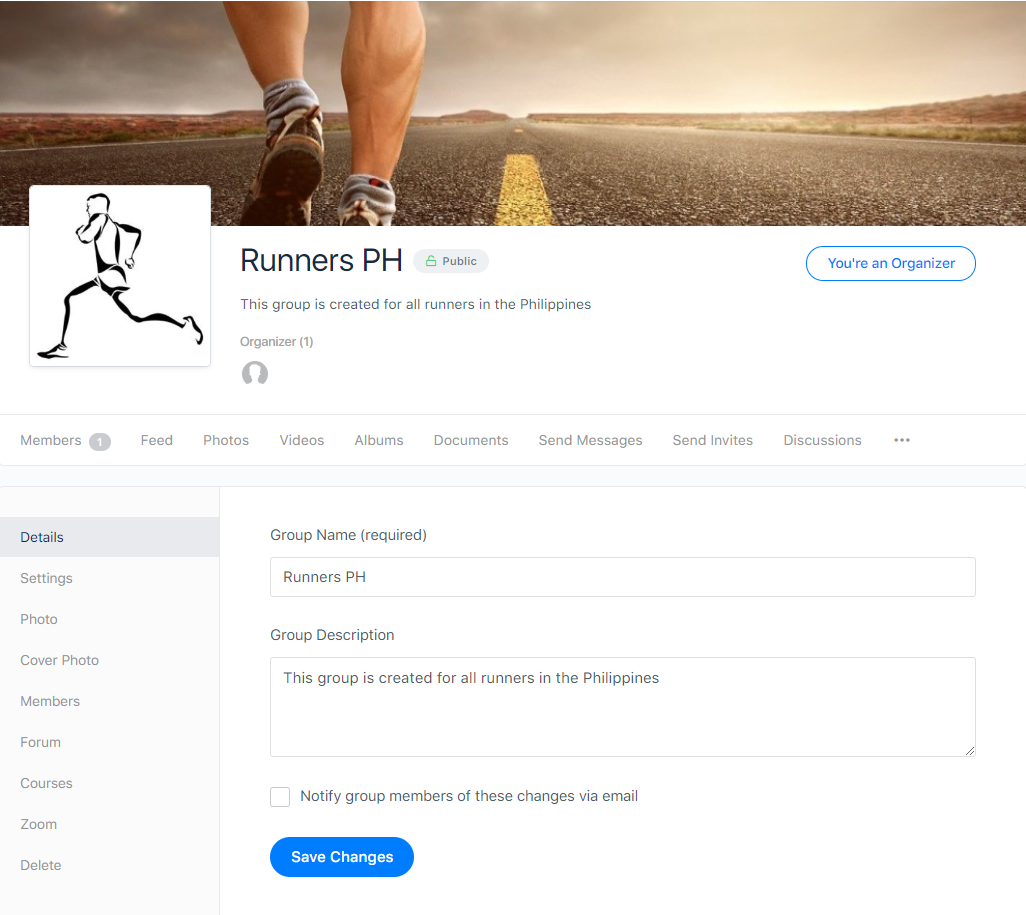 Runners PH Public
You're an Organizer
This group is created for all runners in the Philippines
Organizer (1)
Members 1 Feed Photos Videos Albums Documents Send Messages Send Invites Discussions •••
Details
Settings
Photo
Cover Photo
Members
Forum
Courses
Zoom
Delete
Group Name (required)
Runners PH
Group Description
This group is created for all runners in the Philippines
Notify group members of these changes via email
Save Changes